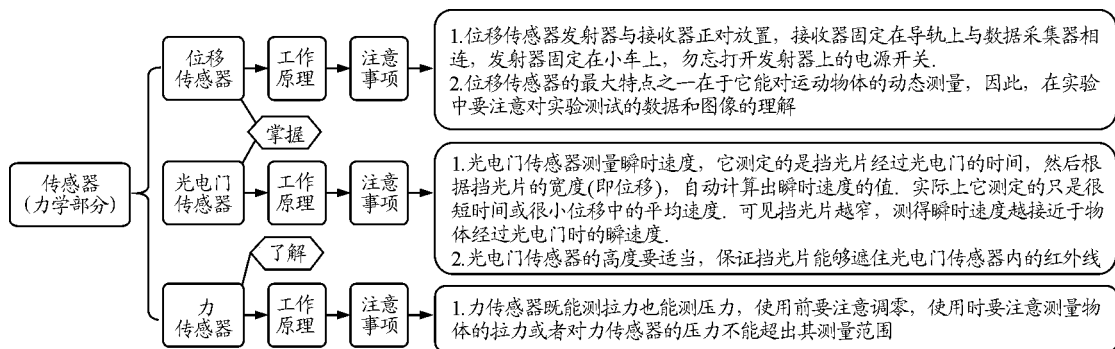 传感器
(力学部分)
位移
传感器
工作
原理
注意
事项
1.位移传感器发射器与接收器正对放置，接收器固定在导轨上与数据采集器相
连，发射器固定在小车上，勿忘打开发射器上的电源开关.
2.位移传感器的最大特点之一在于它能对运动物体的动态测量，因此，在实验
中要注意对实验测试的数据和图像的理解
掌握
光电门
传感器
工作
原理
注意
事项
1.光电门传感器测量瞬时速度，它测定的是挡光片经过光电门的时间，然后根
据挡光片的宽度(即位移)，自动计算出瞬时速度的值. 实际上它测定的只是很
短时间或很小位移中的平均速度. 可见挡光片越窄，测得瞬时速度越接近于物
体经过光电门时的瞬速度.
2.光电门传感器的高度要适当，保证挡光片能够遮住光电门传感器内的红外线
了解
力
传感器
工作
原理
注意
事项
1.力传感器既能测拉力也能测压力，使用前要注意调零，使用时要注意测量物
体的拉力或者对力传感器的压力不能超出其测量范围